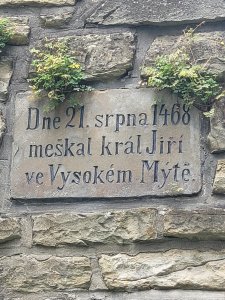 Dne 21. srpna 1468
meškal král Jiří
ve Vysokém Mýtě.